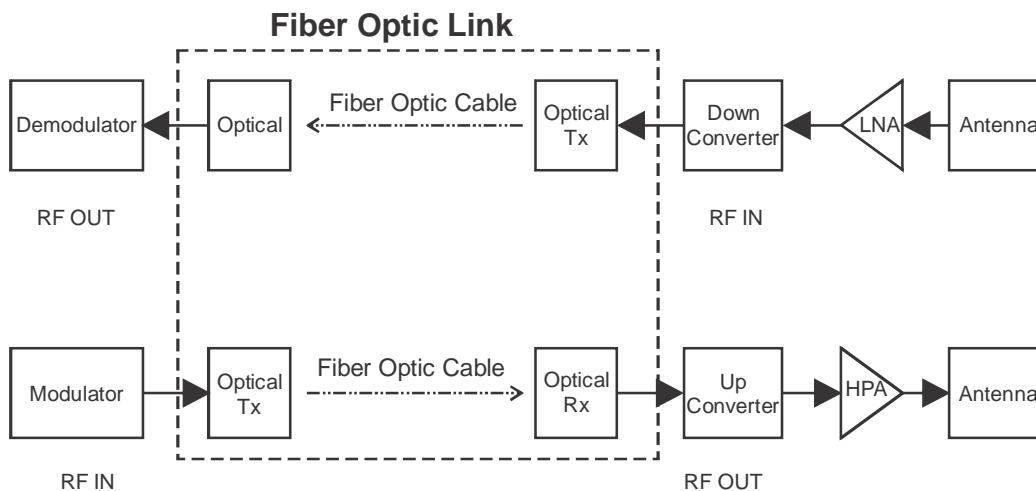 Fiber Optic Link
Demodulator
Optical
Fiber Optic Cable
Optical
Tx
Down
Converter
LNA
Antenna
RF OUT
RF IN
Modulator
Optical
Tx
Fiber Optic Cable
Optical
Rx
Up
Converter
HPA
Antenna
RF IN
RF OUT